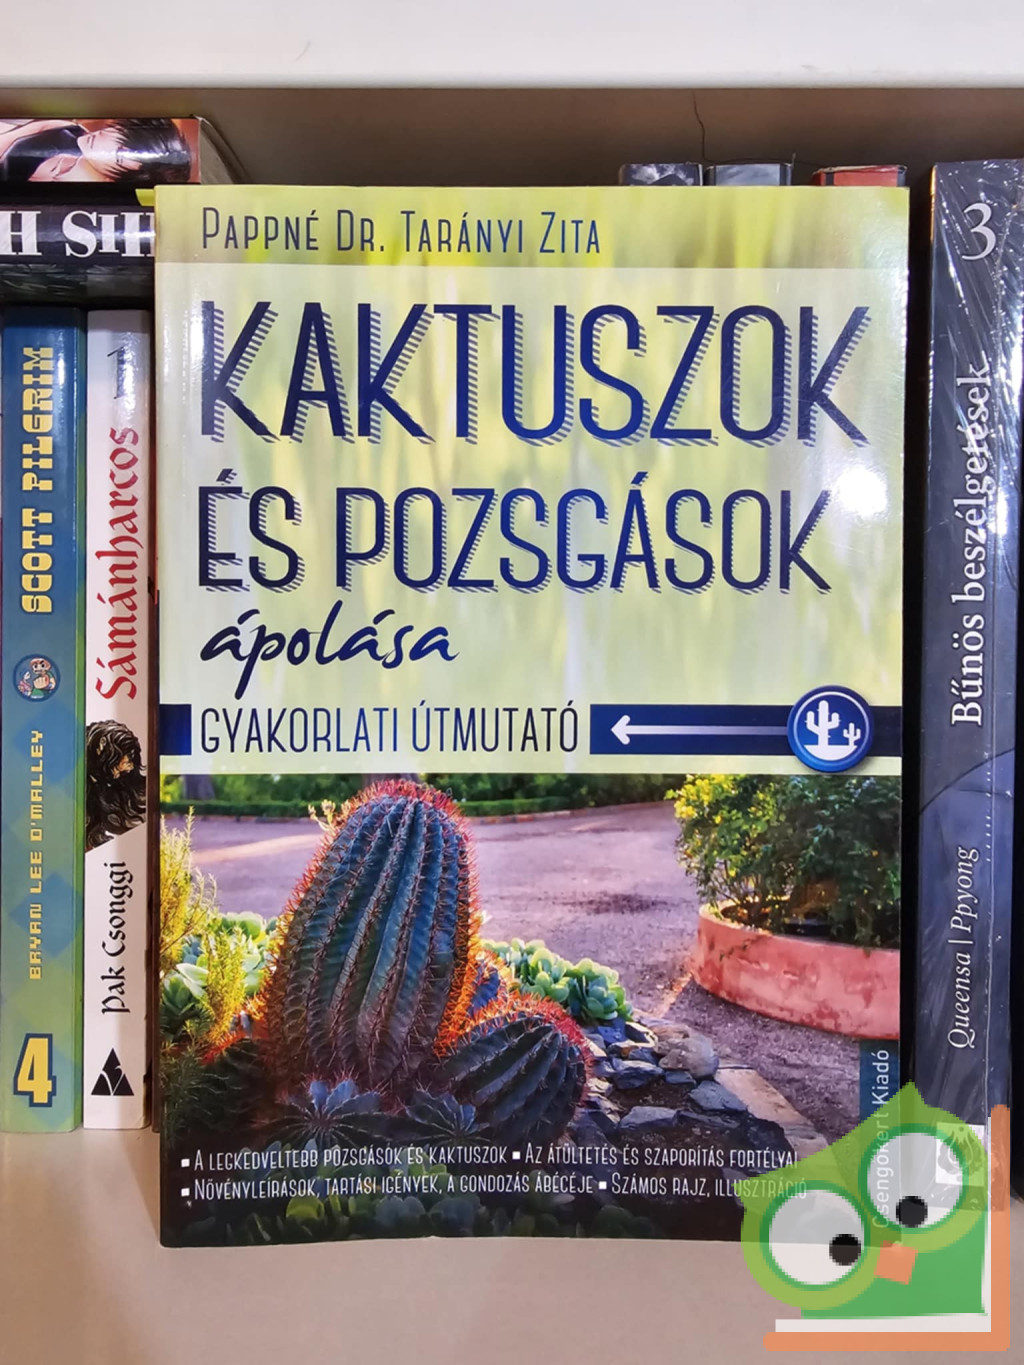 PAPPNÉ DR. TARÁNYI ZITA
KAKTUSZOK
ÉS POZSGÁSOK
ápolása
GYAKORLATI ÚTMUTATÓ
▪ A LEGKEDVELTEBB POZSGÁSOK ÉS KAKTUSZOK ▪ AZ ÁTÜLTETÉS ÉS SZAPORÍTÁS FORTÉLYAI
▪ NÖVÉNYLEÍRÁSOK, TARTÁSI IGÉNYEK, A GONDOZÁS ÁBÉCÉJE ▪ SZÁMOS RAJZ, ILLUSZTRÁCIÓ
Csengőkert Kiadó
SCOTT PILGRIM
BRYAN LEE O'MALLEY
4
Sámánharcos 1
Pak Csonggi
3
Bűnös beszélgetések
Queensa | Ppyong